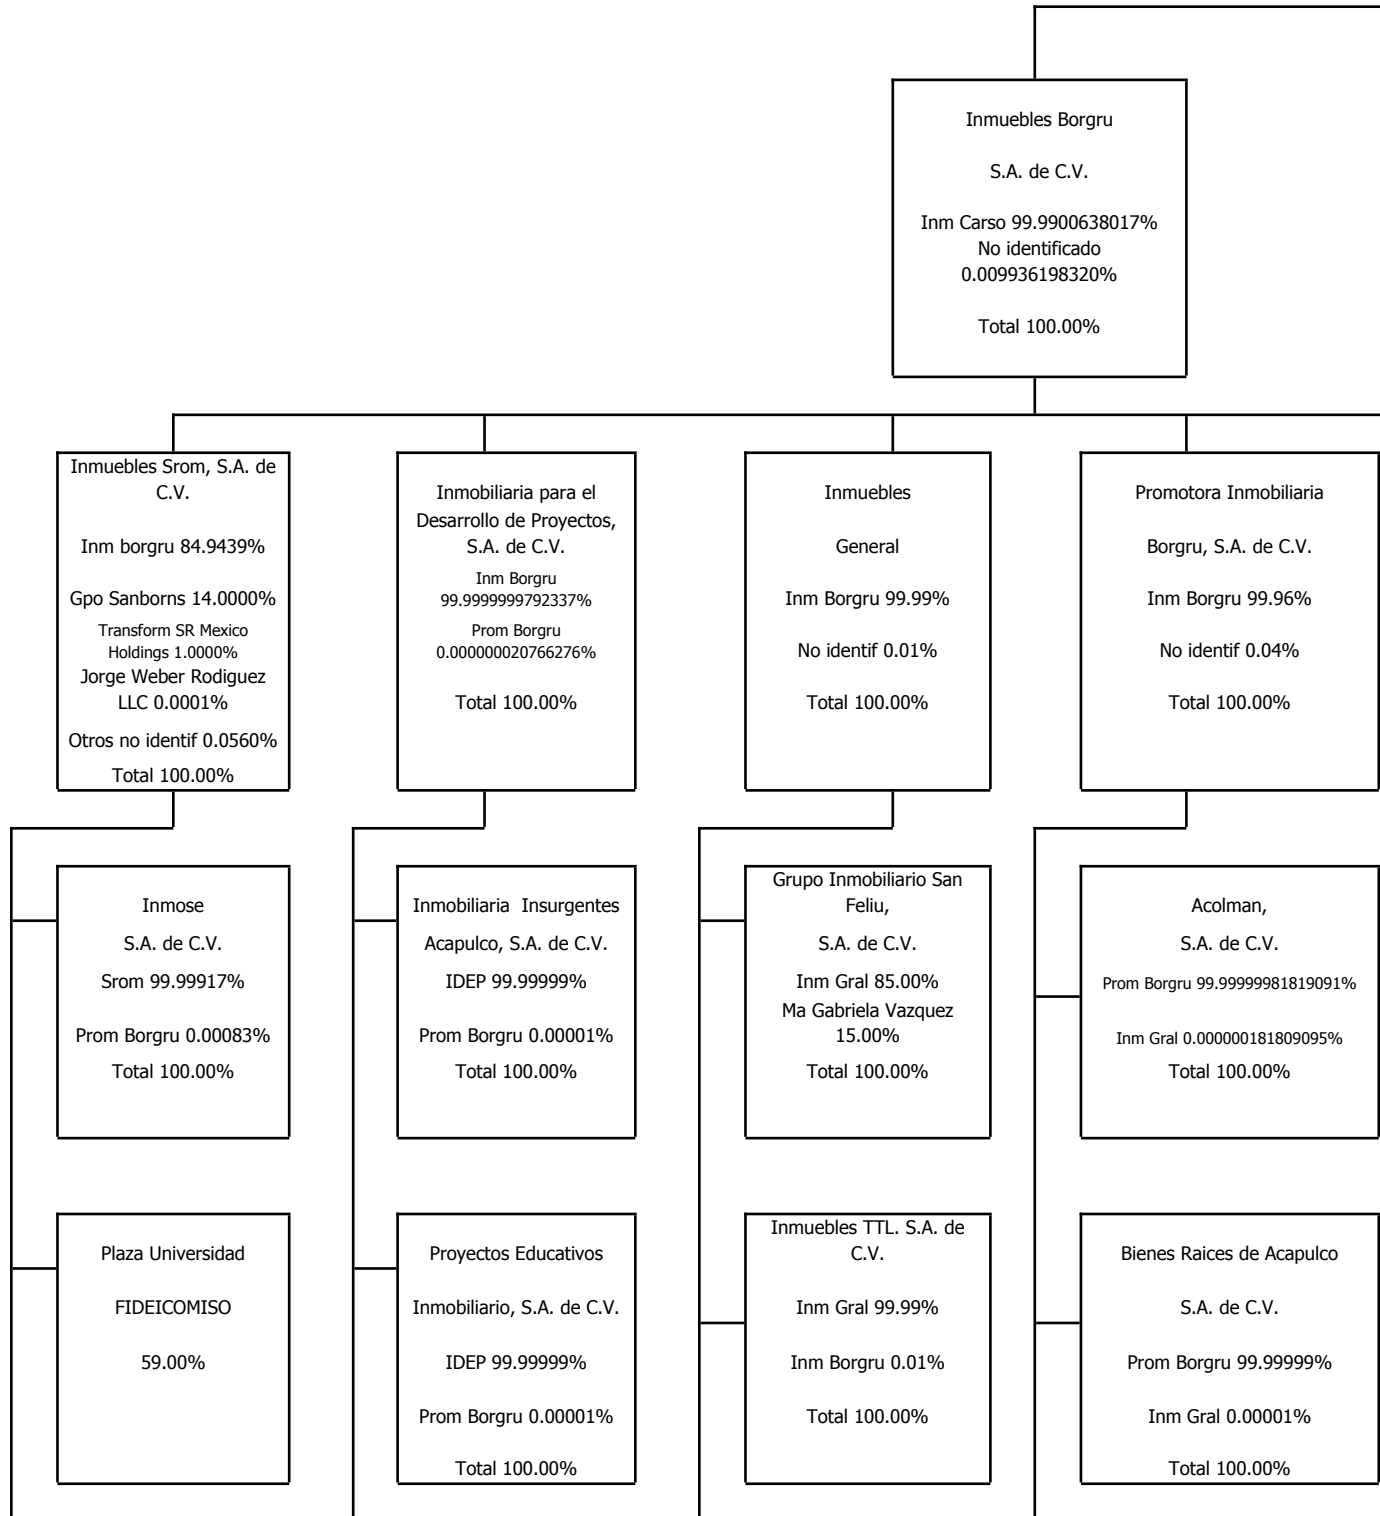 Inmuebles Borgru
S.A. de C.V.
Inm Carso 99.9900638017%
No identificado
0.009936198320%
Total 100.00%
Inmuebles Srom, S.A. de
C.V.
Inm borgru 84.9439%
Gpo Sanborns 14.0000%
Transform SR Mexico
Holdings 1.0000%
Jorge Weber Rodiguez
LLC 0.0001%
Otros no identif 0.0560%
Total 100.00%
Inmobiliaria para el
Desarrollo de Proyectos,
S.A. de C.V.
Inm Borgru
99.9999999792337%
Prom Borgru
0.000000020766276%
Total 100.00%
Inmuebles
General
Inm Borgru 99.99%
No identif 0.01%
Total 100.00%
Promotora Inmobiliaria
Borgru, S.A. de C.V.
Inm Borgru 99.96%
No identif 0.04%
Total 100.00%
Inmose
S.A. de C.V.
Srom 99.99917%
Prom Borgru 0.00083%
Total 100.00%
Inmobiliaria Insurgentes
Acapulco, S.A. de C.V.
IDEP 99.99999%
Prom Borgru 0.00001%
Total 100.00%
Grupo Inmobiliario San
Feliu,
S.A. de C.V.
Inm Gral 85.00%
Ma Gabriela Vazquez
15.00%
Total 100.00%
Acolman,
S.A. de C.V.
Prom Borgru 99.99999981819091%
Inm Gral 0.000000181809095%
Total 100.00%
Plaza Universidad
FIDEICOMISO
59.00%
Proyectos Educativos
Inmobiliario, S.A. de C.V.
IDEP 99.99999%
Prom Borgru 0.00001%
Total 100.00%
Inmuebles TTL. S.A. de
C.V.
Inm Gral 99.99%
Inm Borgru 0.01%
Total 100.00%
Bienes Raices de Acapulco
S.A. de C.V.
Prom Borgru 99.99999%
Inm Gral 0.00001%
Total 100.00%